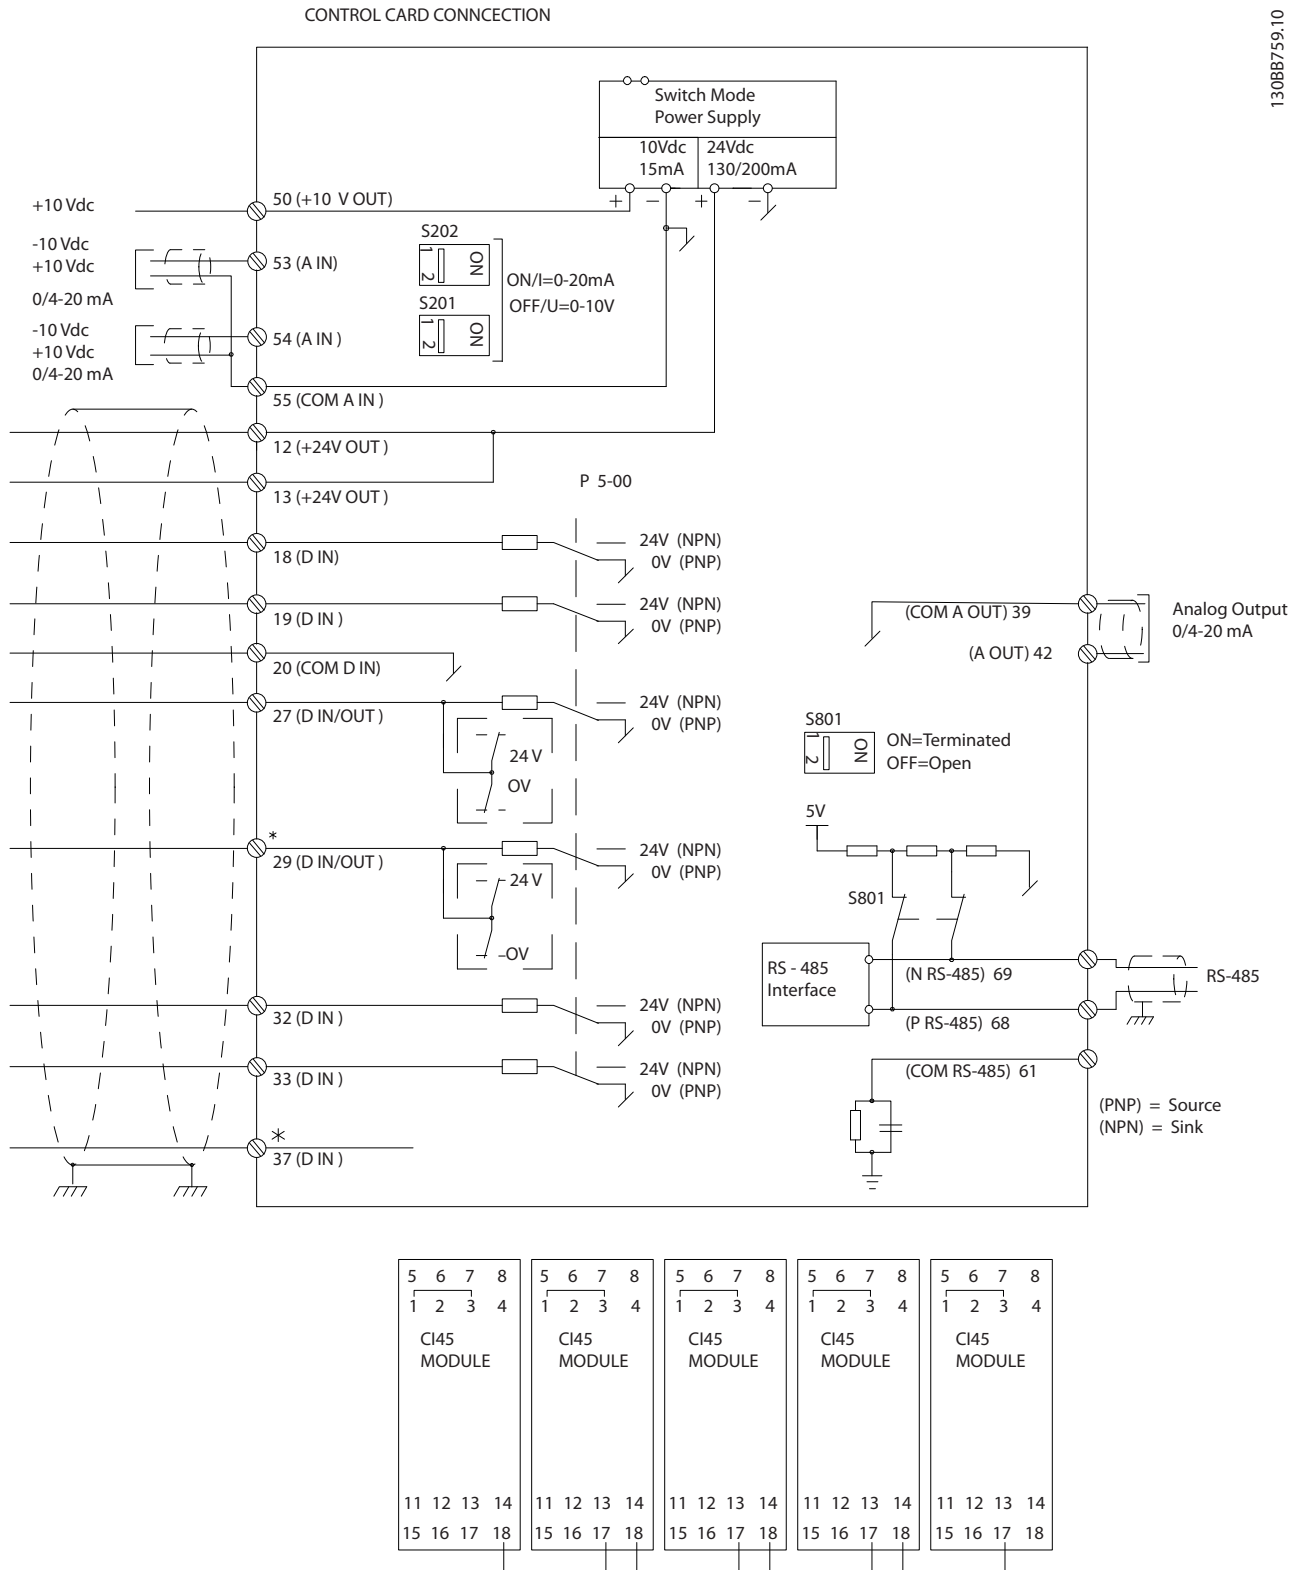 CONTROL CARD CONNCECTION
130BB759.10
Switch Mode
Power Supply
10Vdc
15mA
24Vdc
130/200mA
+ − + −
+10 Vdc
50 (+10 V OUT)
-10 Vdc
+10 Vdc
0/4-20 mA
53 (A IN)
S202
1 2 ON
ON/I=0-20mA
OFF/U=0-10V
S201
1 2 ON
-10 Vdc
+10 Vdc
0/4-20 mA
54 (A IN )
55 (COM A IN )
12 (+24V OUT )
13 (+24V OUT )
P 5-00
18 (D IN)
24V (NPN)
0V (PNP)
19 (D IN )
24V (NPN)
0V (PNP)
(COM A OUT) 39
Analog Output
0/4-20 mA
(A OUT) 42
20 (COM D IN)
27 (D IN/OUT )
24V (NPN)
0V (PNP)
24 V
OV
S801
1 2 ON
ON=Terminated
OFF=Open
5V
*
29 (D IN/OUT )
24V (NPN)
0V (PNP)
24 V
OV
S801
RS - 485
Interface
(N RS-485) 69
RS-485
(P RS-485) 68
32 (D IN )
24V (NPN)
0V (PNP)
33 (D IN )
24V (NPN)
0V (PNP)
(COM RS-485) 61
(PNP) = Source
(NPN) = Sink
*
37 (D IN )
5 6 7 8
1 2 3 4
CI45
MODULE
11 12 13 14
15 16 17 18
5 6 7 8
1 2 3 4
CI45
MODULE
11 12 13 14
15 16 17 18
5 6 7 8
1 2 3 4
CI45
MODULE
11 12 13 14
15 16 17 18
5 6 7 8
1 2 3 4
CI45
MODULE
11 12 13 14
15 16 17 18
5 6 7 8
1 2 3 4
CI45
MODULE
11 12 13 14
15 16 17 18